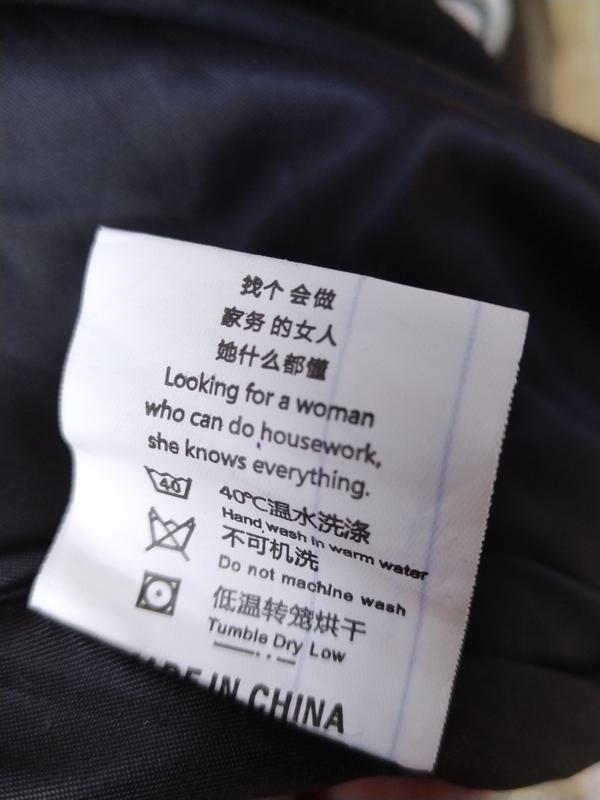 找个 会做
家务 的女人
她什么都懂
Looking for a woman
who can do housework,
she knows everything.
40
40℃温水洗涤
Hand wash in warm water
不可机洗
Do not machine wash
低温转笼烘干
Tumble Dry Low
MADE IN CHINA